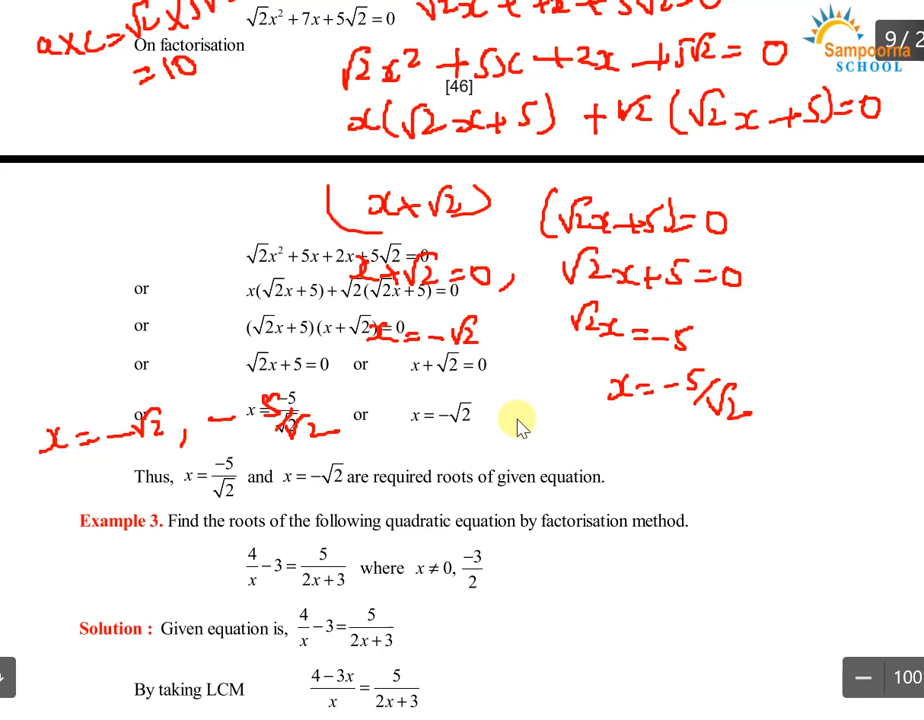 √2 × 5√
√2x² + 7x + 5√2 = 0
a×c =
9 / 2
On factorisation
= 10
√2x² + 5x + 2x + 5√2 = 0
Sampoorna
SCHOOL
[46]
x(√2x + 5) + √2(√2x + 5) = 0
(x + √2) (√2x + 5) = 0
√2x² + 5x + 2x + 5√2 = 0
x + √2 = 0, √2x + 5 = 0
or x(√2x + 5) + √2(√2x + 5) = 0
or (√2x + 5)(x + √2) = 0
x = -√2 √2x = -5
or √2x + 5 = 0 or x + √2 = 0
x = -5/√2
or x = -5/√2 or x = -√2
x = -√2, -5/√2
Thus, x = -5/√2 and x = -√2 are required roots of given equation.
Example 3. Find the roots of the following quadratic equation by factorisation method.
4/x - 3 = 5/(2x + 3) where x ≠ 0, -3/2
Solution : Given equation is, 4/x - 3 = 5/(2x + 3)
By taking LCM (4 - 3x)/x = 5/(2x + 3)
100